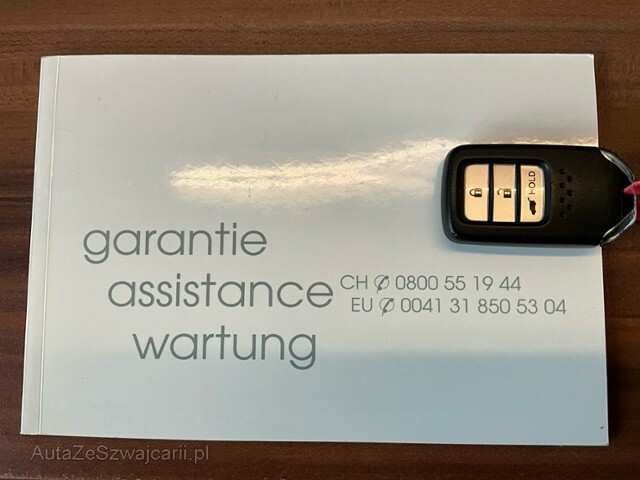 garantie
assistance
wartung
CH ✆ 0800 55 19 44
EU ✆ 0041 31 850 53 04
HOLD
AutaZeSzwajcarii.pl